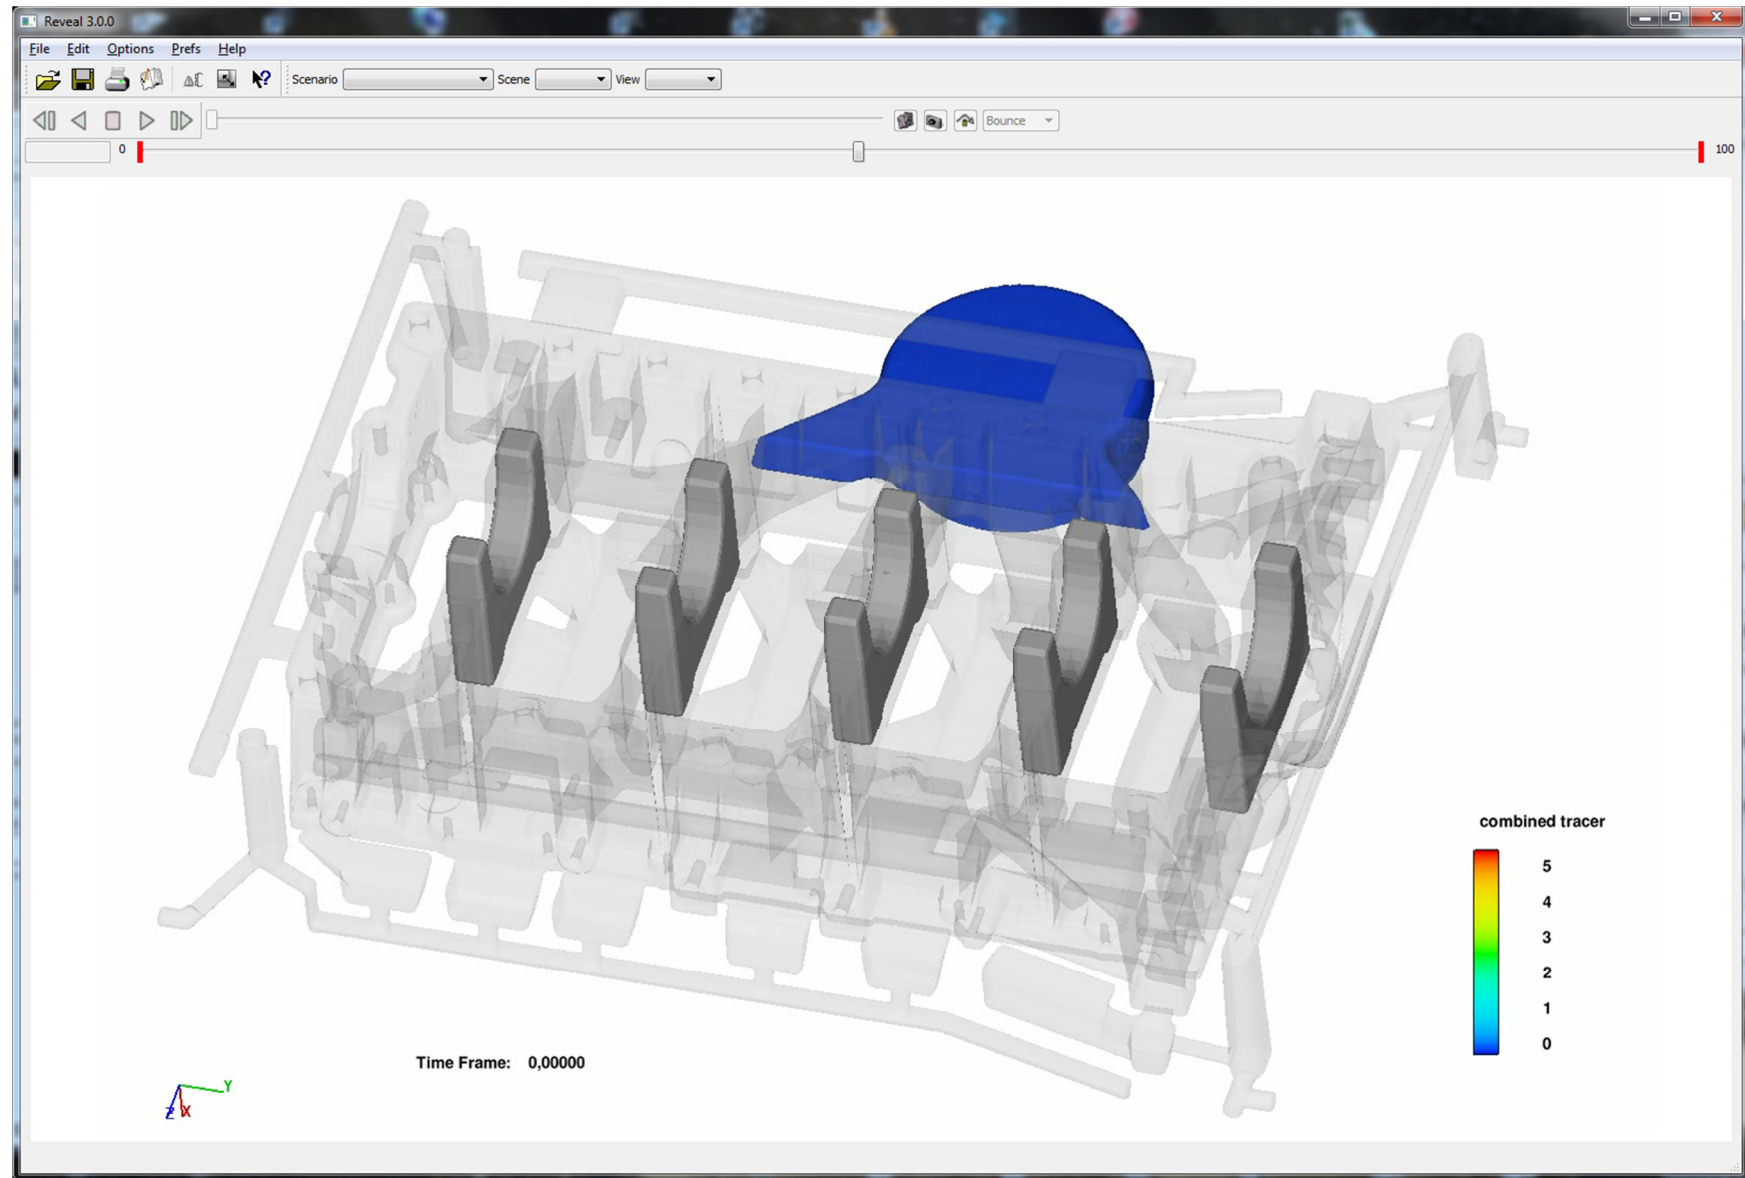 Reveal 3.0.0
File Edit Options Prefs Help
Scenario Scene View
Bounce
0 100
combined tracer
5
4
3
2
1
0
Time Frame: 0,00000
Y
Z X